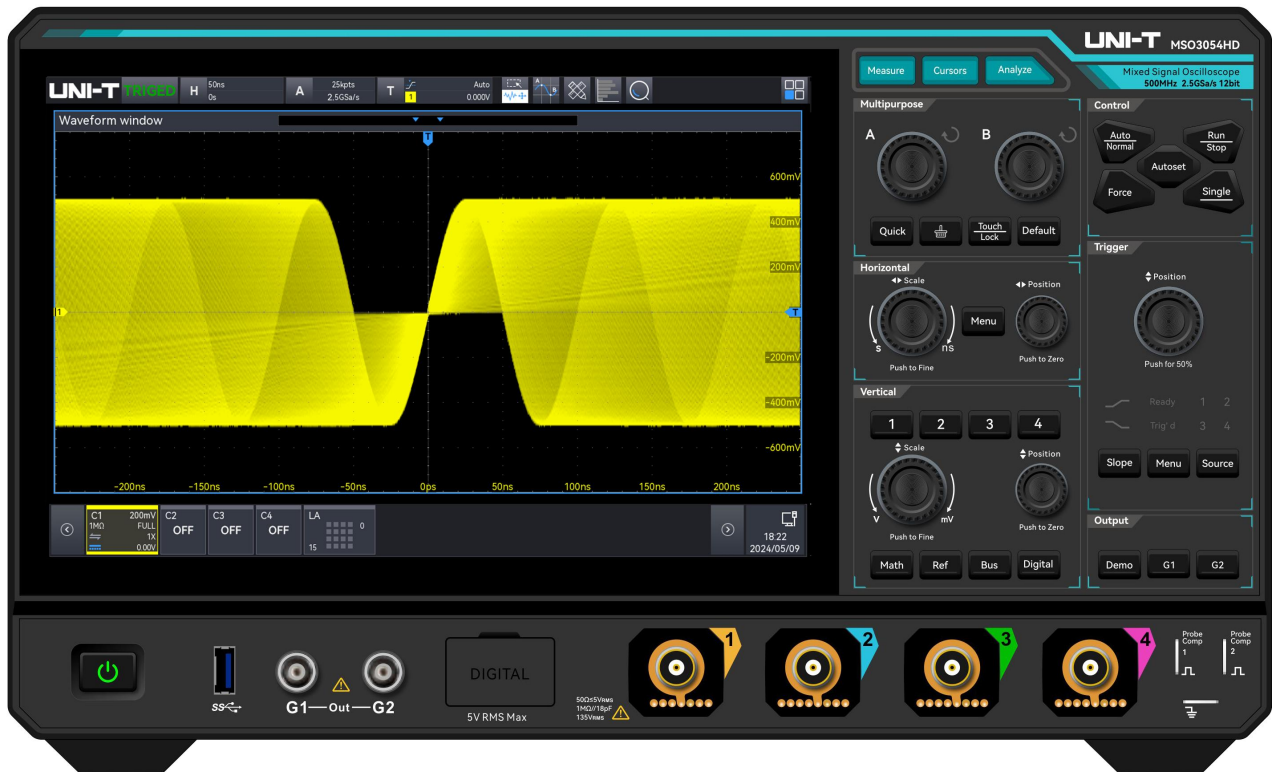 UNI-T MSO3054HD
Mixed Signal Oscilloscope
500MHz 2.5GSa/s 12bit
Measure Cursors Analyze
UNI-T TRIGED H 50ns 0s A 25kpts 2.5GSa/s T 1 Auto 0.000V
A B
Waveform window
T
600mV
400mV
200mV
1 T
-200mV
-400mV
-600mV
-200ns -150ns -100ns -50ns 0ps 50ns 100ns 150ns 200ns
C1 200mV
1MΩ FULL
1X
0.00V
C2
OFF
C3
OFF
C4
OFF
LA
0
15
18:22
2024/05/09
Multipurpose
A B
Quick Touch Lock Default
Horizontal
Scale Position
Menu
s ns
Push to Fine Push to Zero
Vertical
1 2 3 4
Scale Position
V mV
Push to Fine Push to Zero
Math Ref Bus Digital
Control
Auto Normal Run Stop
Autoset
Force Single
Trigger
Position
Push for 50%
Ready 1 2
Trig'd 3 4
Slope Menu Source
Output
Demo G1 G2
SS
G1 Out G2
DIGITAL
5V RMS Max
50Ω≤5VRMS
1MΩ//18pF
135VRMS
1 2 3 4
Probe Comp 1
Probe Comp 2